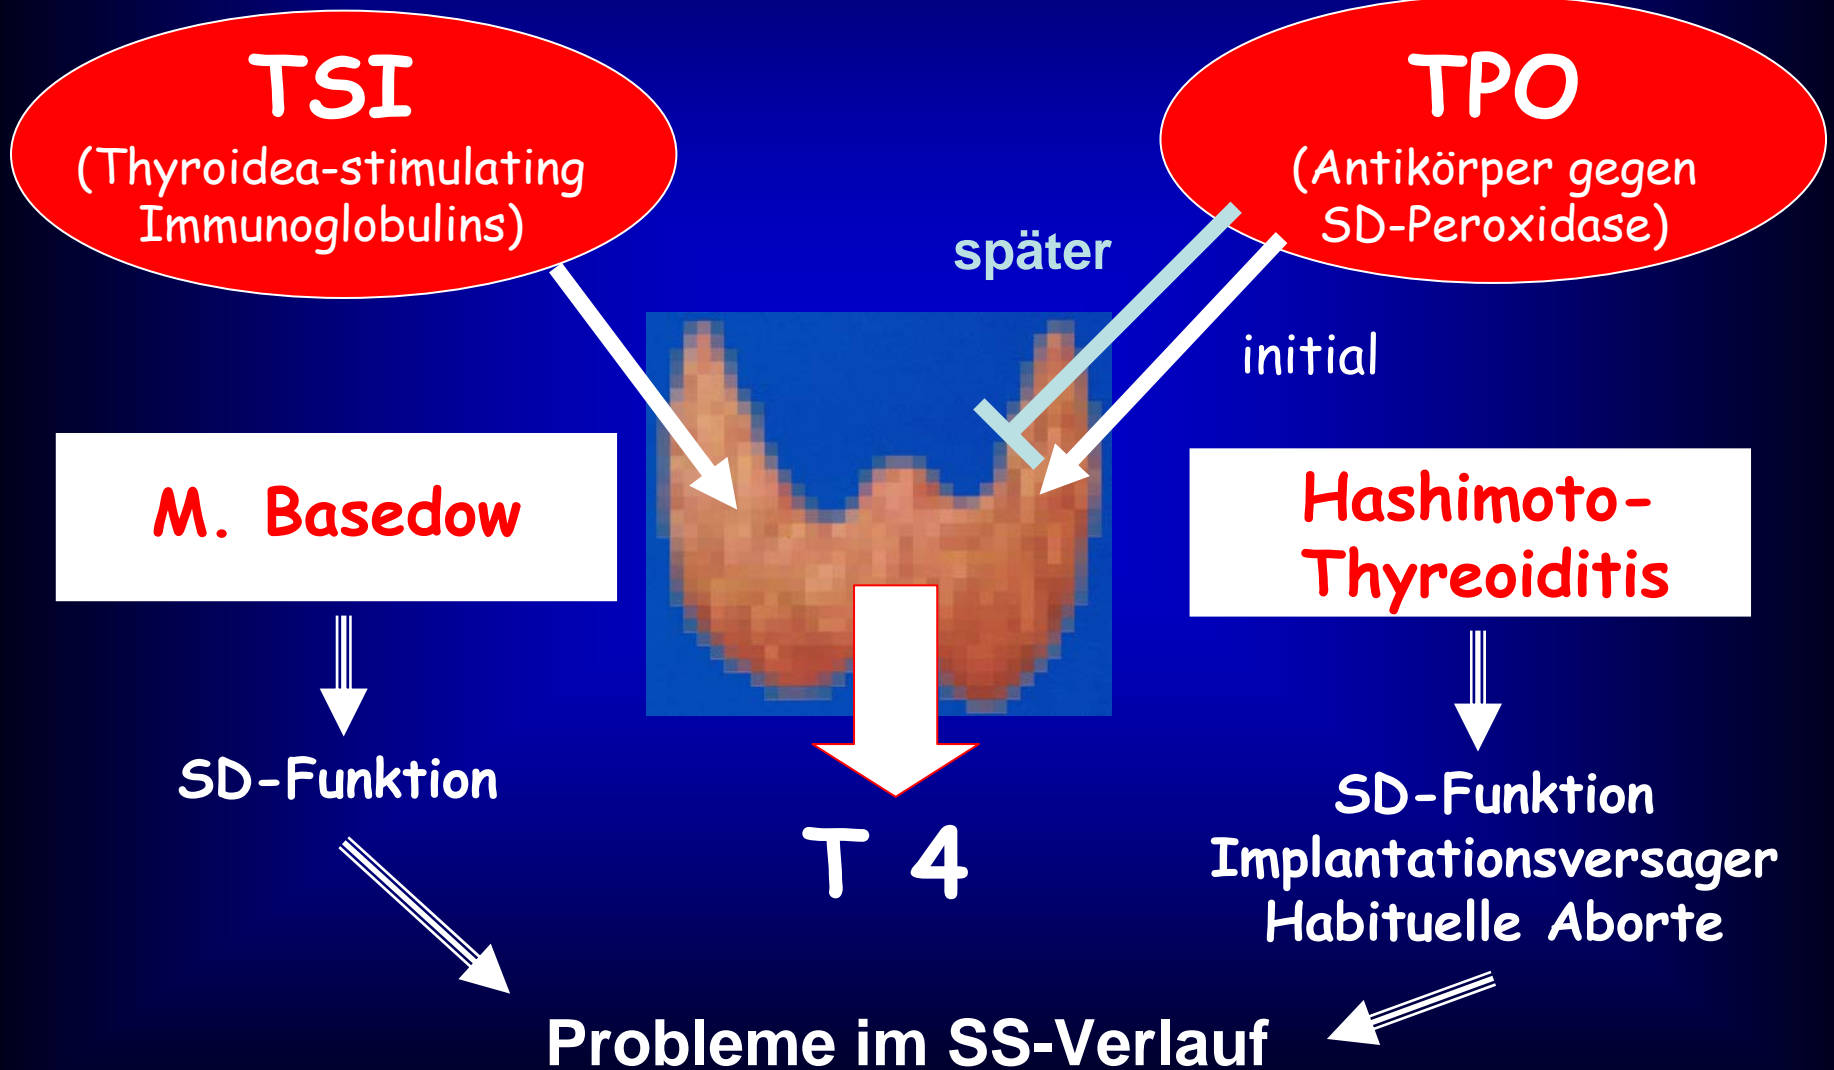 TSI
(Thyroidea-stimulating
Immunoglobulins)
TPO
(Antikörper gegen
SD-Peroxidase)
später
initial
M. Basedow
Hashimoto-
Thyreoiditis
SD-Funktion
T 4
SD-Funktion
Implantationsversager
Habituelle Aborte
Probleme im SS-Verlauf